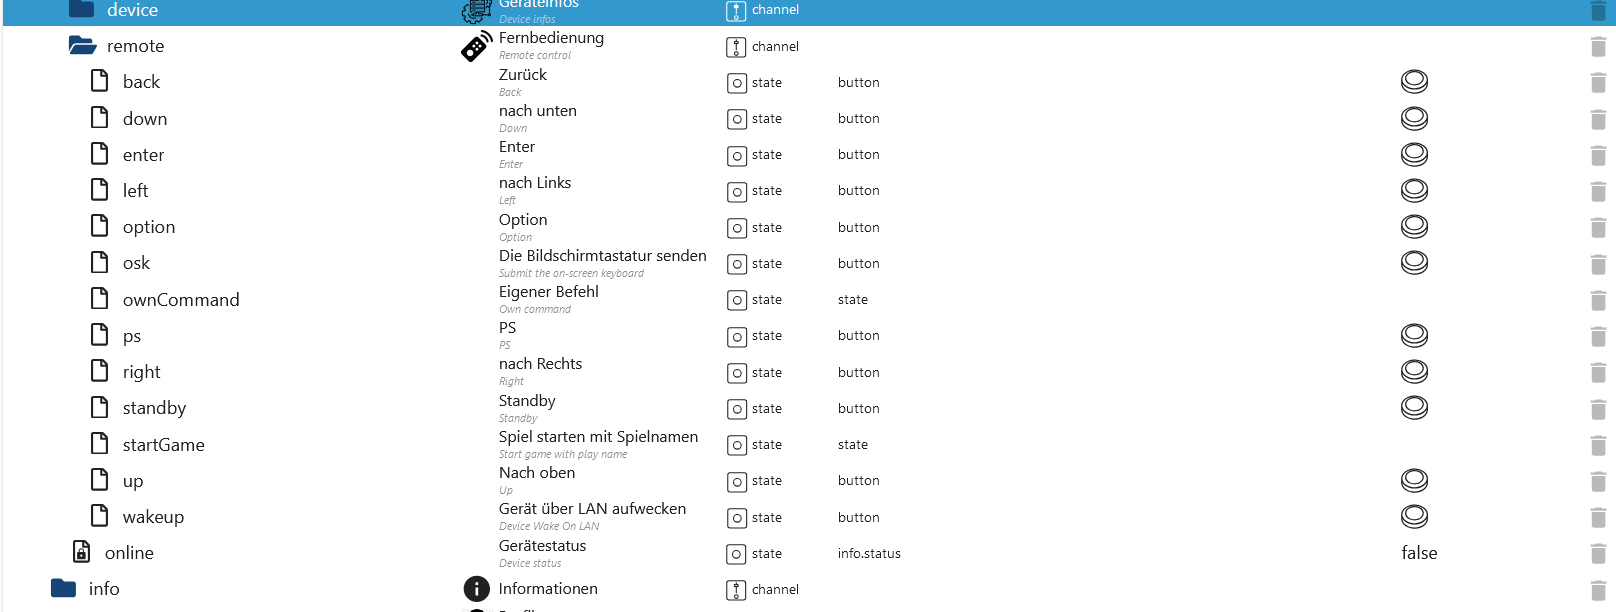 device Geräteinfos channel
Device infos
remote Fernbedienung channel
Remote control
back Zurück state button
Back
down nach unten state button
Down
enter Enter state button
Enter
left nach Links state button
Left
option Option state button
Option
osk Die Bildschirmtastatur senden state button
Submit the on-screen keyboard
ownCommand Eigener Befehl state state
Own command
ps PS state button
PS
right nach Rechts state button
Right
standby Standby state button
Standby
startGame Spiel starten mit Spielnamen state state
Start game with play name
up Nach oben state button
Up
wakeup Gerät über LAN aufwecken state button
Device Wake On LAN
online Gerätestatus state info.status false
Device status
info Informationen channel